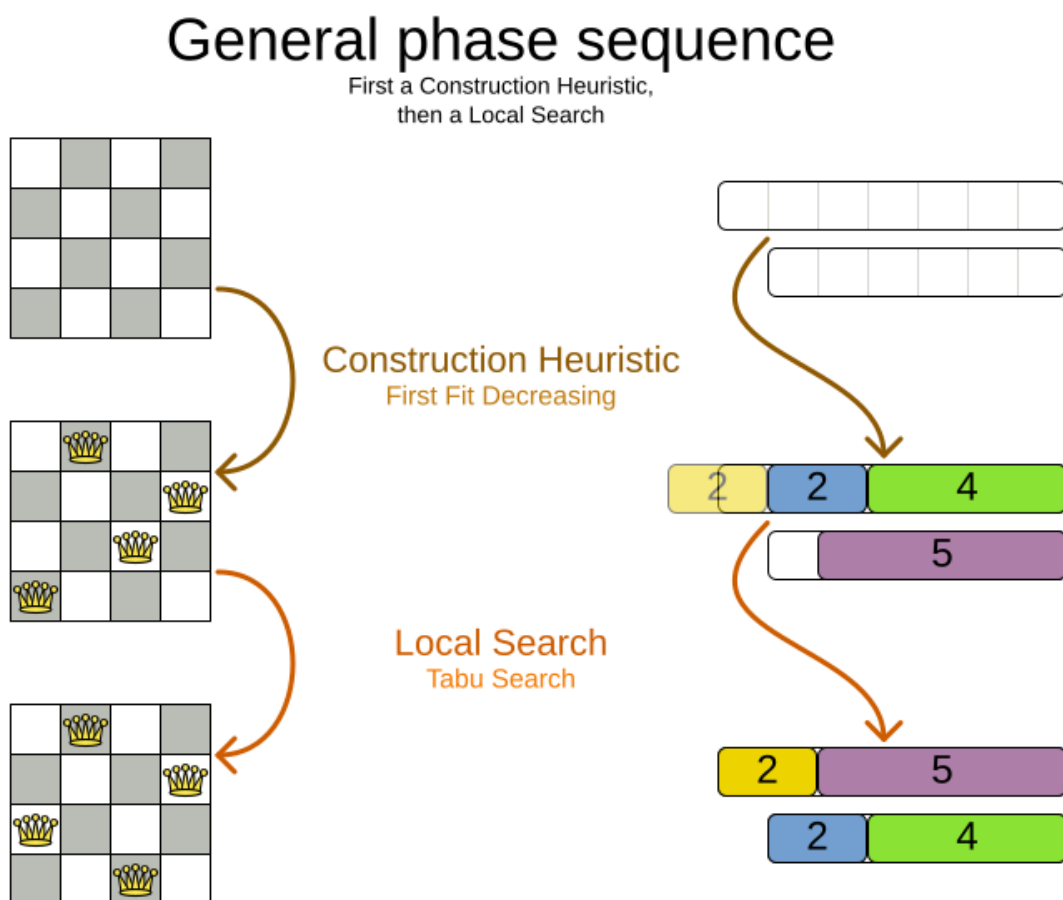 General phase sequence
First a Construction Heuristic,
then a Local Search
Construction Heuristic
First Fit Decreasing
2 2 4
5
Local Search
Tabu Search
2 5
2 4